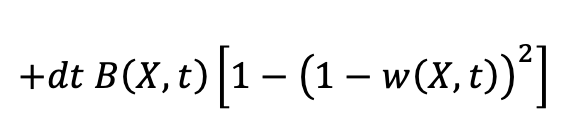 +dt B(X, t) [1 − (1 − w(X, t))²]